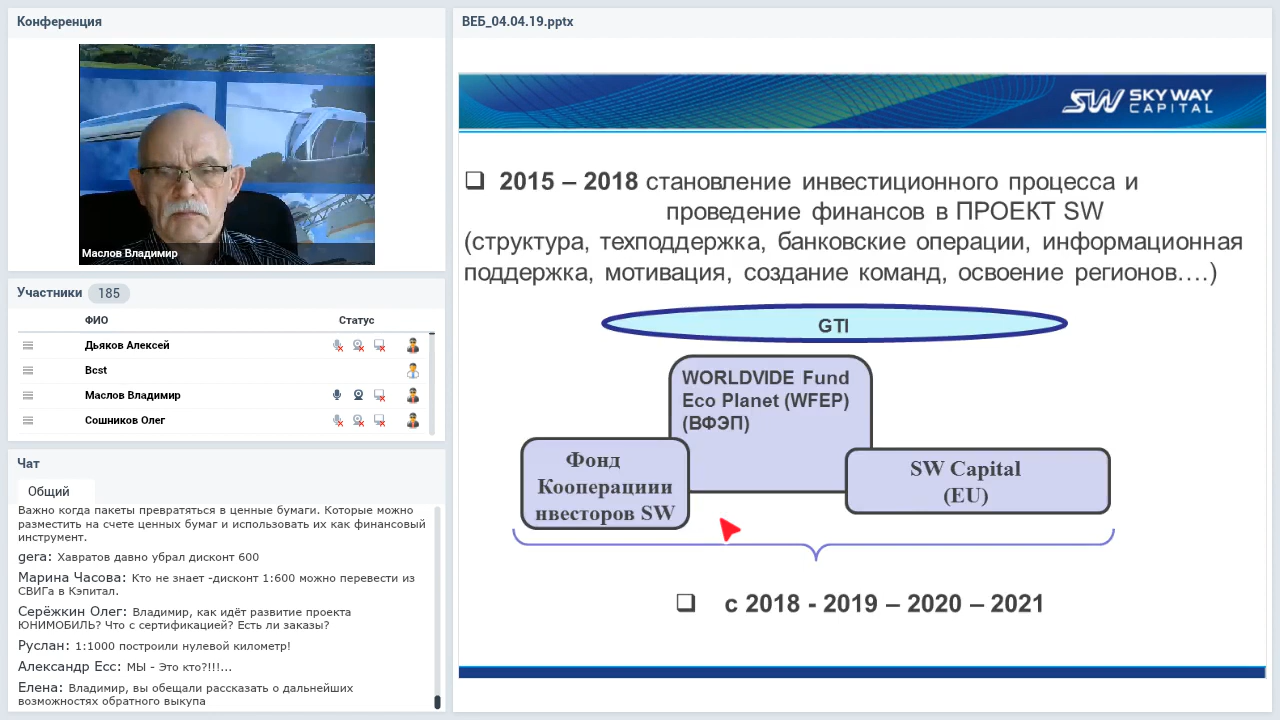 Конференция
Маслов Владимир
Участники 185
ФИО Статус
Дьяков Алексей
Bcst
Маслов Владимир
Сошников Олег
Чат
Общий
Важно когда пакеты превратяться в ценные бумаги. Которые можно
разместить на счете ценных бумаг и использовать их как финансовый
инструмент.
gera: Хавратов давно убрал дисконт 600
Марина Часова: Кто не знает -дисконт 1:600 можно перевести из
СВИГа в Кэпитал.
Серёжкин Олег: Владимир, как идёт развитие проекта
ЮНИМОБИЛЬ? Что с сертификацией? Есть ли заказы?
Руслан: 1:1000 построили нулевой километр!
Александр Есс: МЫ - Это кто?!!!...
Елена: Владимир, вы обещали рассказать о дальнейших
возможностях обратного выкупа
ВЕБ_04.04.19.pptx
SW SKY WAY
CAPITAL
❑ 2015 – 2018 становление инвестиционного процесса и
проведение финансов в ПРОЕКТ SW
(структура, техподдержка, банковские операции, информационная
поддержка, мотивация, создание команд, освоение регионов….)
GTI
WORLDVIDE Fund
Eco Planet (WFEP)
(ВФЭП)
Фонд
Кооперациии
нвесторов SW
SW Capital
(EU)
❑ с 2018 - 2019 – 2020 – 2021